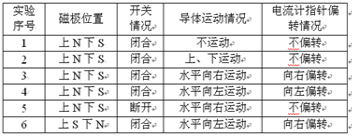 实验序号 磁极位置 开关情况 导体运动情况 电流计指针偏转情况
1 上N下S 闭合 不运动 不偏转
2 上N下S 闭合 上、下运动 不偏转
3 上N下S 闭合 水平向右运动 向右偏转
4 上N下S 闭合 水平向左运动 向左偏转
5 上N下S 断开 水平向右运动 不偏转
6 上S下N 闭合 水平向左运动 向右偏转